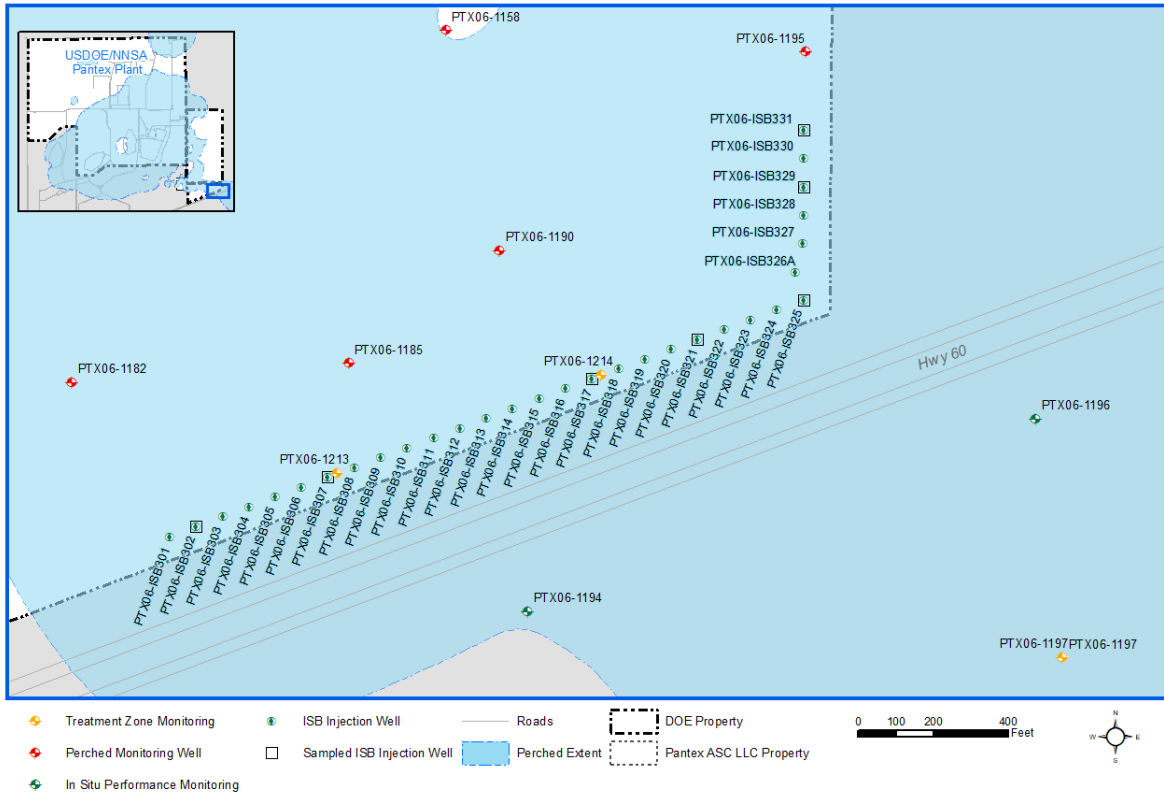 PTX06-1158
PTX06-1195
USDOE/NNSA
Pantex Plant
PTX06-ISB331
PTX06-ISB330
PTX06-ISB329
PTX06-ISB328
PTX06-ISB327
PTX06-ISB326A
PTX06-1190
PTX06-1182
PTX06-1185
PTX06-1214
PTX06-1213
Hwy 60
PTX06-1196
PTX06-ISB301
PTX06-ISB302
PTX06-ISB303
PTX06-ISB304
PTX06-ISB305
PTX06-ISB306
PTX06-ISB307
PTX06-ISB308
PTX06-ISB309
PTX06-ISB310
PTX06-ISB311
PTX06-ISB312
PTX06-ISB313
PTX06-ISB314
PTX06-ISB315
PTX06-ISB316
PTX06-ISB317
PTX06-ISB318
PTX06-ISB319
PTX06-ISB320
PTX06-ISB321
PTX06-ISB322
PTX06-ISB323
PTX06-ISB324
PTX06-ISB325
PTX06-1194
PTX06-1197 PTX06-1197
Treatment Zone Monitoring
ISB Injection Well
Roads
DOE Property
Perched Monitoring Well
Sampled ISB Injection Well
Perched Extent
Pantex ASC LLC Property
In Situ Performance Monitoring
0 100 200 400
Feet
N
W E
S